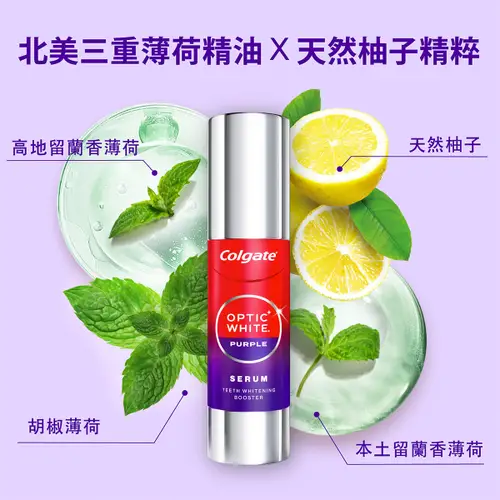 北美三重薄荷精油 X 天然柚子精粹
高地留蘭香薄荷
天然柚子
Colgate
OPTIC
WHITE.
PURPLE
SERUM
TEETH WHITENING
BOOSTER
胡椒薄荷
本土留蘭香薄荷